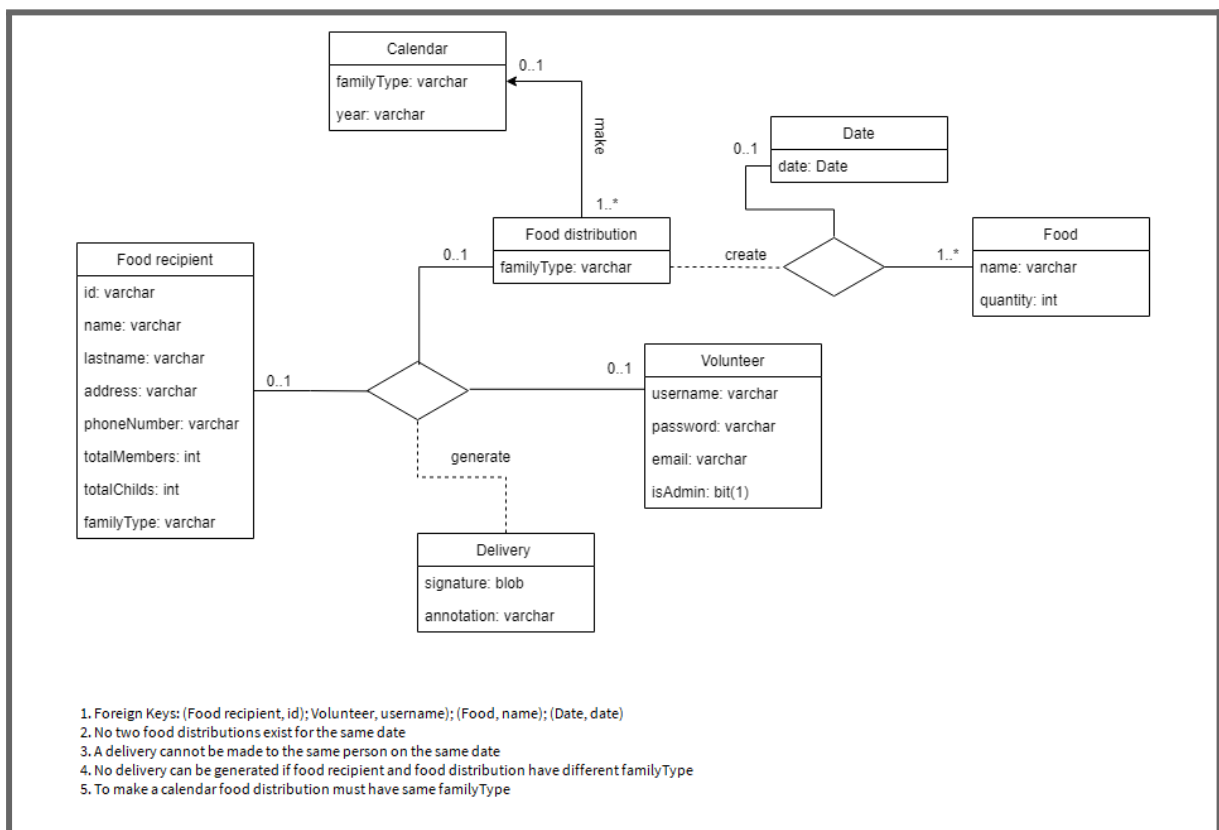 Calendar
familyType: varchar
year: varchar
0..1
make
1..*
Date
date: Date
0..1
Food distribution
familyType: varchar
create
Food
name: varchar
quantity: int
1..*
Food recipient
id: varchar
name: varchar
lastname: varchar
address: varchar
phoneNumber: varchar
totalMembers: int
totalChilds: int
familyType: varchar
0..1
0..1
0..1
Volunteer
username: varchar
password: varchar
email: varchar
isAdmin: bit(1)
generate
Delivery
signature: blob
annotation: varchar
1. Foreign Keys: (Food recipient, id); Volunteer, username); (Food, name); (Date, date)
2. No two food distributions exist for the same date
3. A delivery cannot be made to the same person on the same date
4. No delivery can be generated if food recipient and food distribution have different familyType
5. To make a calendar food distribution must have same familyType